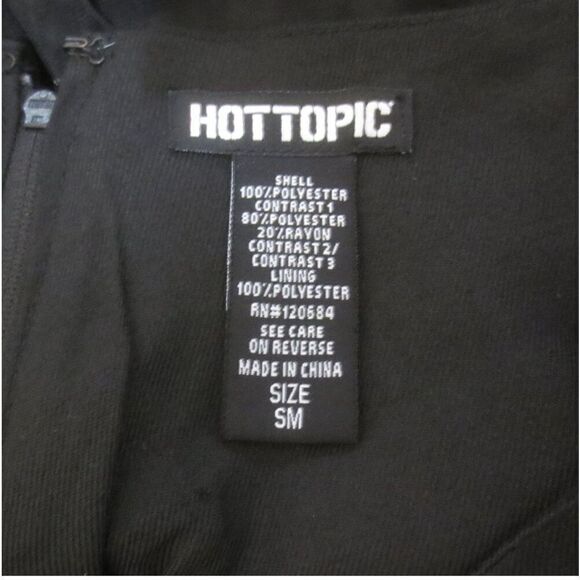 HOTTOPIC
SHELL
100%POLYESTER
CONTRAST 1
80%POLYESTER
20%RAYON
CONTRAST 2/
CONTRAST 3
LINING
100%POLYESTER
RN#120684
SEE CARE
ON REVERSE
MADE IN CHINA
SIZE
SM